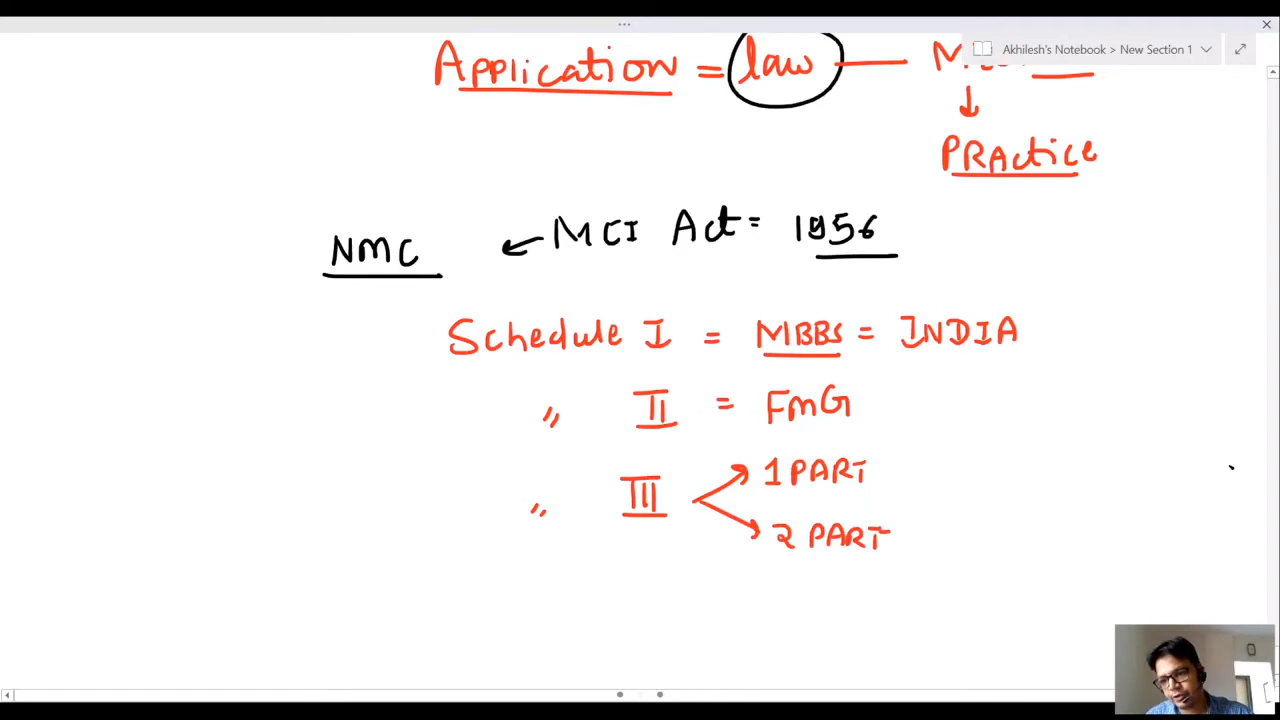 Akhilesh's Notebook > New Section 1
Application = law
PRActice
NMC ← MCI Act = 1956
Schedule I = MBBS = INDIA
,, II = FmG
,, III → 1 PART
→ 2 PART